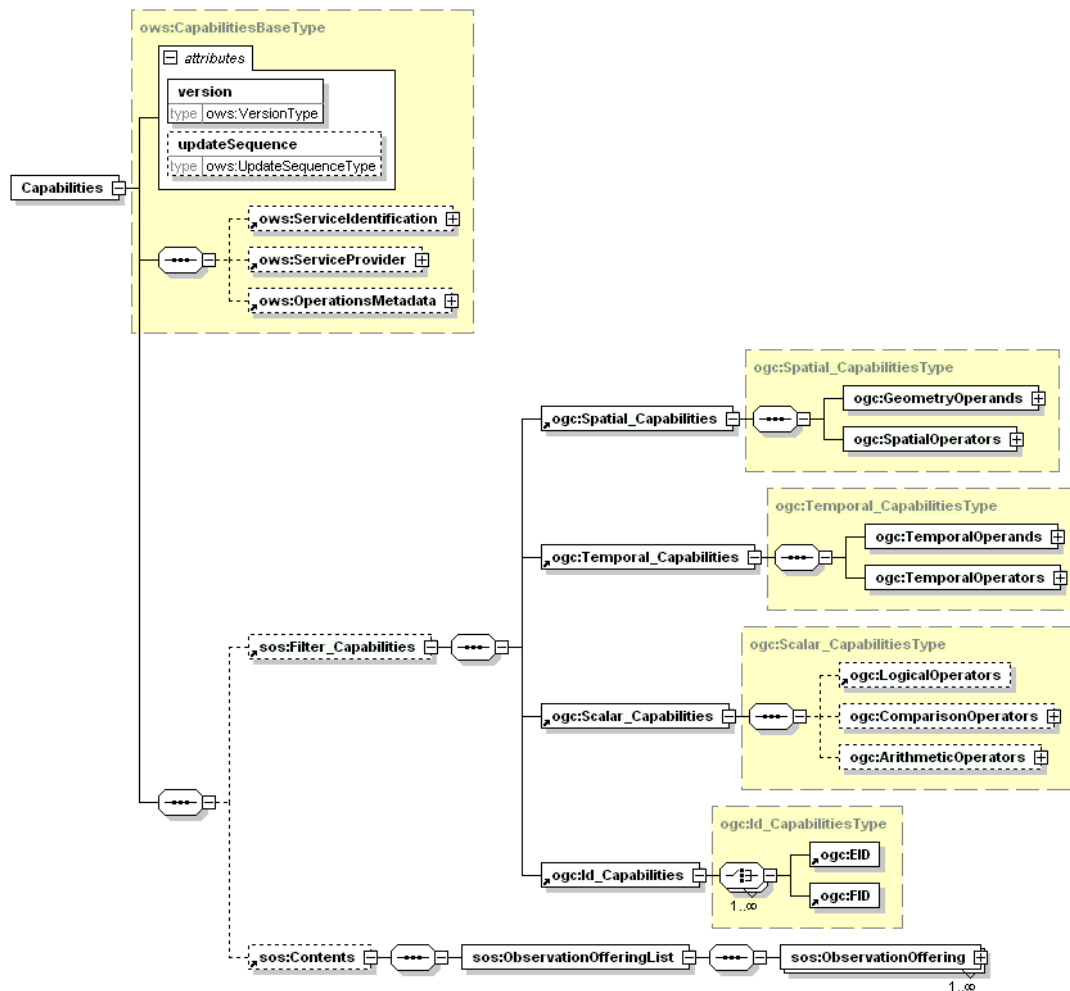 ows:CapabilitiesBaseType
attributes
version
type ows:VersionType
updateSequence
type ows:UpdateSequenceType
Capabilities
ows:ServiceIdentification
ows:ServiceProvider
ows:OperationsMetadata
ogc:Spatial_CapabilitiesType
ogc:GeometryOperands
ogc:Spatial_Capabilities
ogc:SpatialOperators
ogc:Temporal_CapabilitiesType
ogc:TemporalOperands
ogc:Temporal_Capabilities
ogc:TemporalOperators
sos:Filter_Capabilities
ogc:Scalar_CapabilitiesType
ogc:LogicalOperators
ogc:Scalar_Capabilities
ogc:ComparisonOperators
ogc:ArithmeticOperators
ogc:Id_CapabilitiesType
ogc:EID
ogc:Id_Capabilities
ogc:FID
1..∞
sos:Contents
sos:ObservationOfferingList
sos:ObservationOffering
1..∞